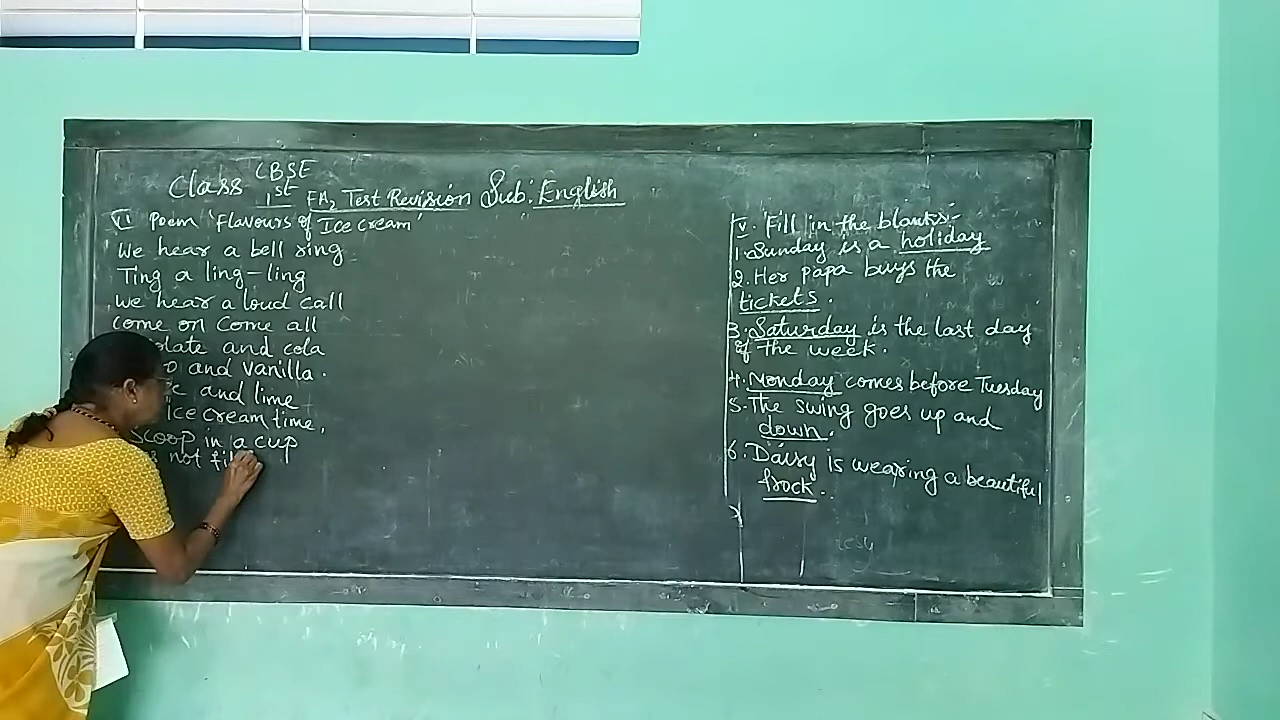 CBSE
Class 1st FA2 Test Revision Sub: English
VI Poem 'Flavours of Ice cream'
We hear a bell ring
Ting a ling-ling
We hear a loud call
Come on Come all
olate and cola
o and vanilla.
and lime
Ice cream time,
Scoop in a cup
not fi
V. Fill in the blanks-
1. Sunday is a holiday
2. Her papa buys the
tickets.
3. Saturday is the last day
of the week.
4. Monday comes before Tuesday
5. The swing goes up and
down.
6. Daisy is wearing a beautiful
frock..